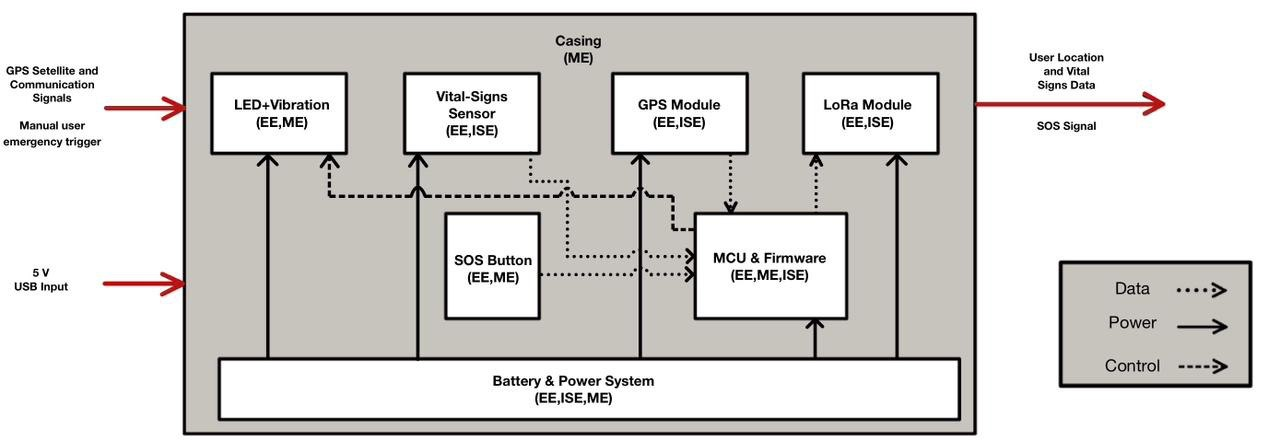 Casing
(ME)
GPS Setellite and
Communication
Signals
Manual user
emergency trigger
5 V
USB Input
LED+Vibration
(EE,ME)
Vital-Signs
Sensor
(EE,ISE)
GPS Module
(EE,ISE)
LoRa Module
(EE,ISE)
SOS Button
(EE,ME)
MCU & Firmware
(EE,ME,ISE)
Battery & Power System
(EE,ISE,ME)
User Location
and Vital
Signs Data
SOS Signal
Data
Power
Control